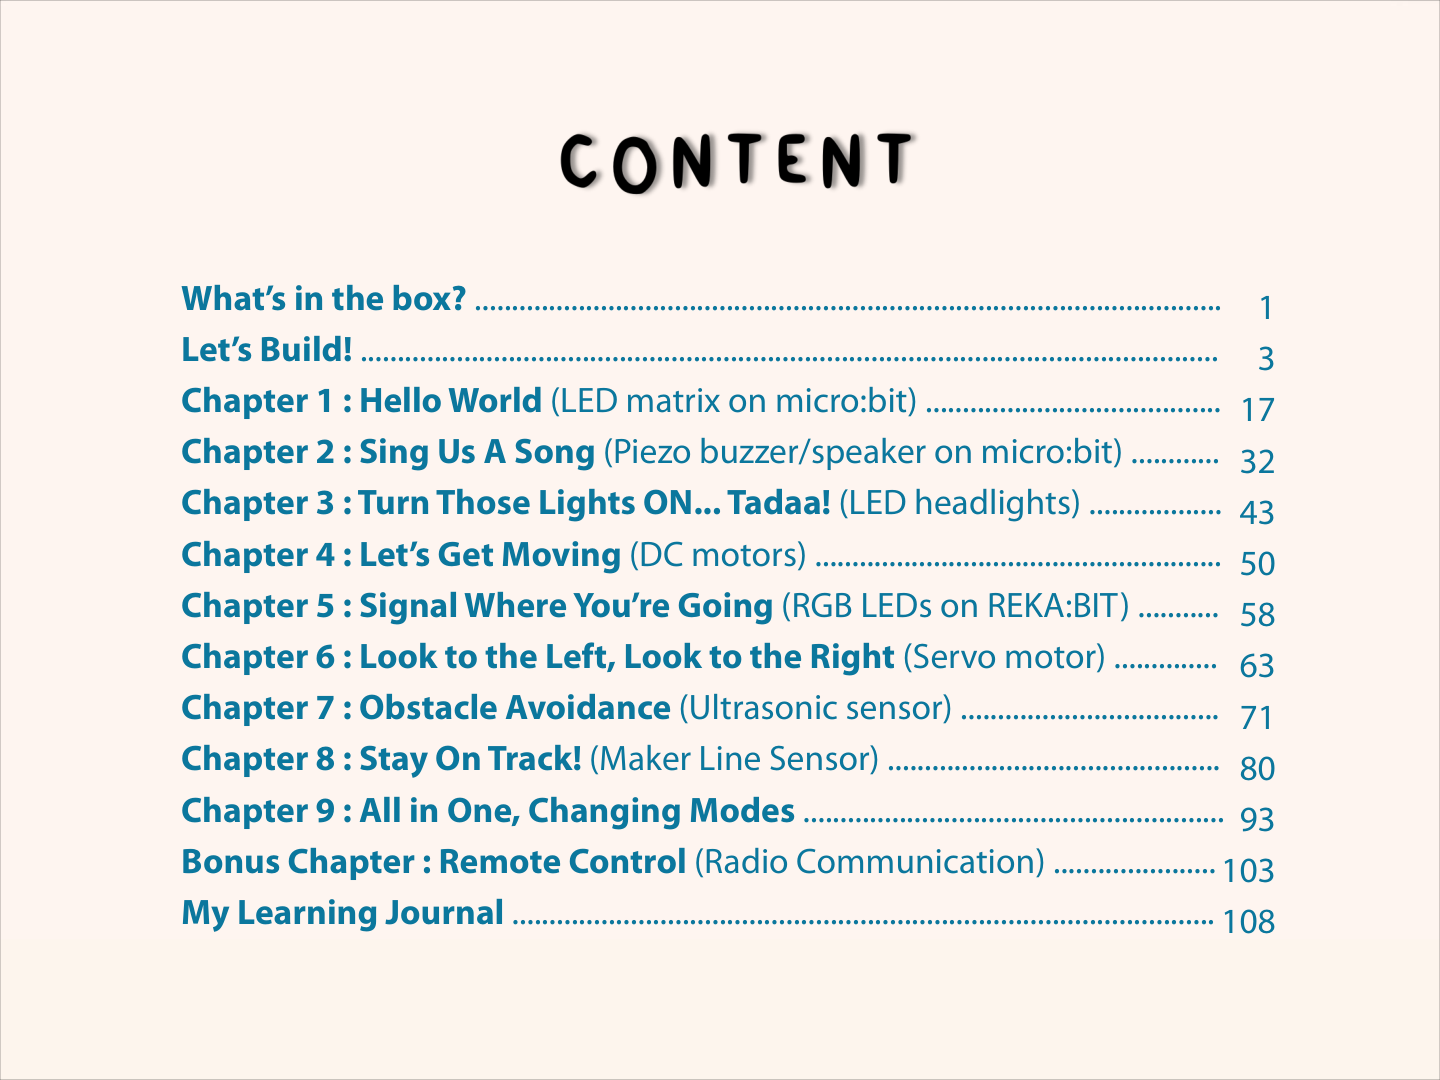 CONTENT
What’s in the box? ..................................................................................................... 1
Let’s Build! .................................................................................................................... 3
Chapter 1 : Hello World (LED matrix on micro:bit) ........................................ 17
Chapter 2 : Sing Us A Song (Piezo buzzer/speaker on micro:bit) ............ 32
Chapter 3 : Turn Those Lights ON... Tadaa! (LED headlights) .................. 43
Chapter 4 : Let’s Get Moving (DC motors) ....................................................... 50
Chapter 5 : Signal Where You’re Going (RGB LEDs on REKA:BIT) ........... 58
Chapter 6 : Look to the Left, Look to the Right (Servo motor) .............. 63
Chapter 7 : Obstacle Avoidance (Ultrasonic sensor) ................................... 71
Chapter 8 : Stay On Track! (Maker Line Sensor) ............................................. 80
Chapter 9 : All in One, Changing Modes ......................................................... 93
Bonus Chapter : Remote Control (Radio Communication) ...................... 103
My Learning Journal ............................................................................................... 108